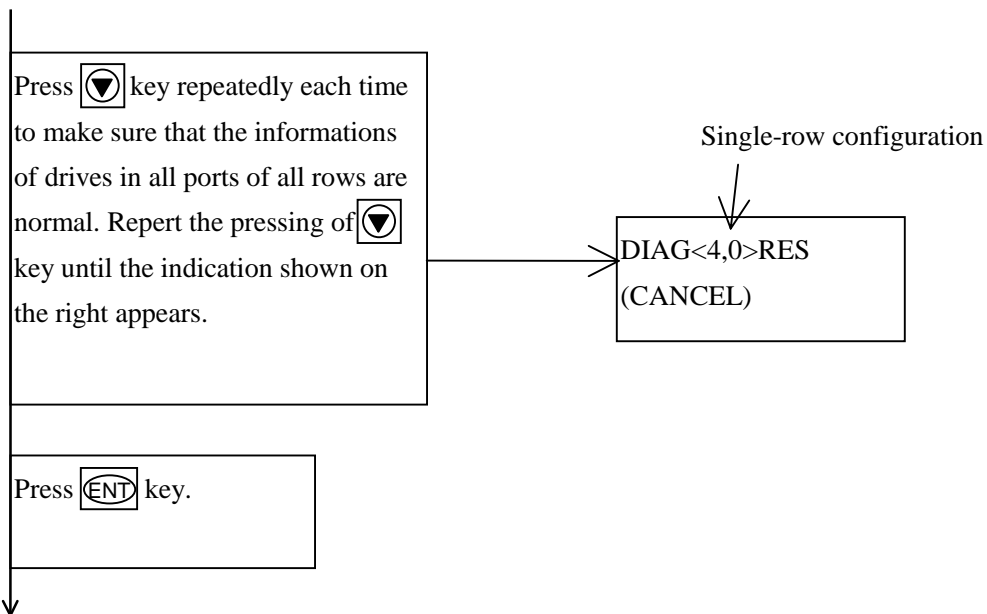 Press ▼ key repeatedly each time
to make sure that the informations
of drives in all ports of all rows are
normal. Repert the pressing of ▼
key until the indication shown on
the right appears.
Single-row configuration
DIAG<4,0>RES
(CANCEL)
Press ENT key.